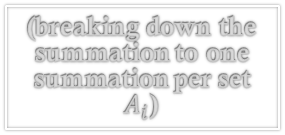 (breaking down the
summation to one
summation per set
A_i)